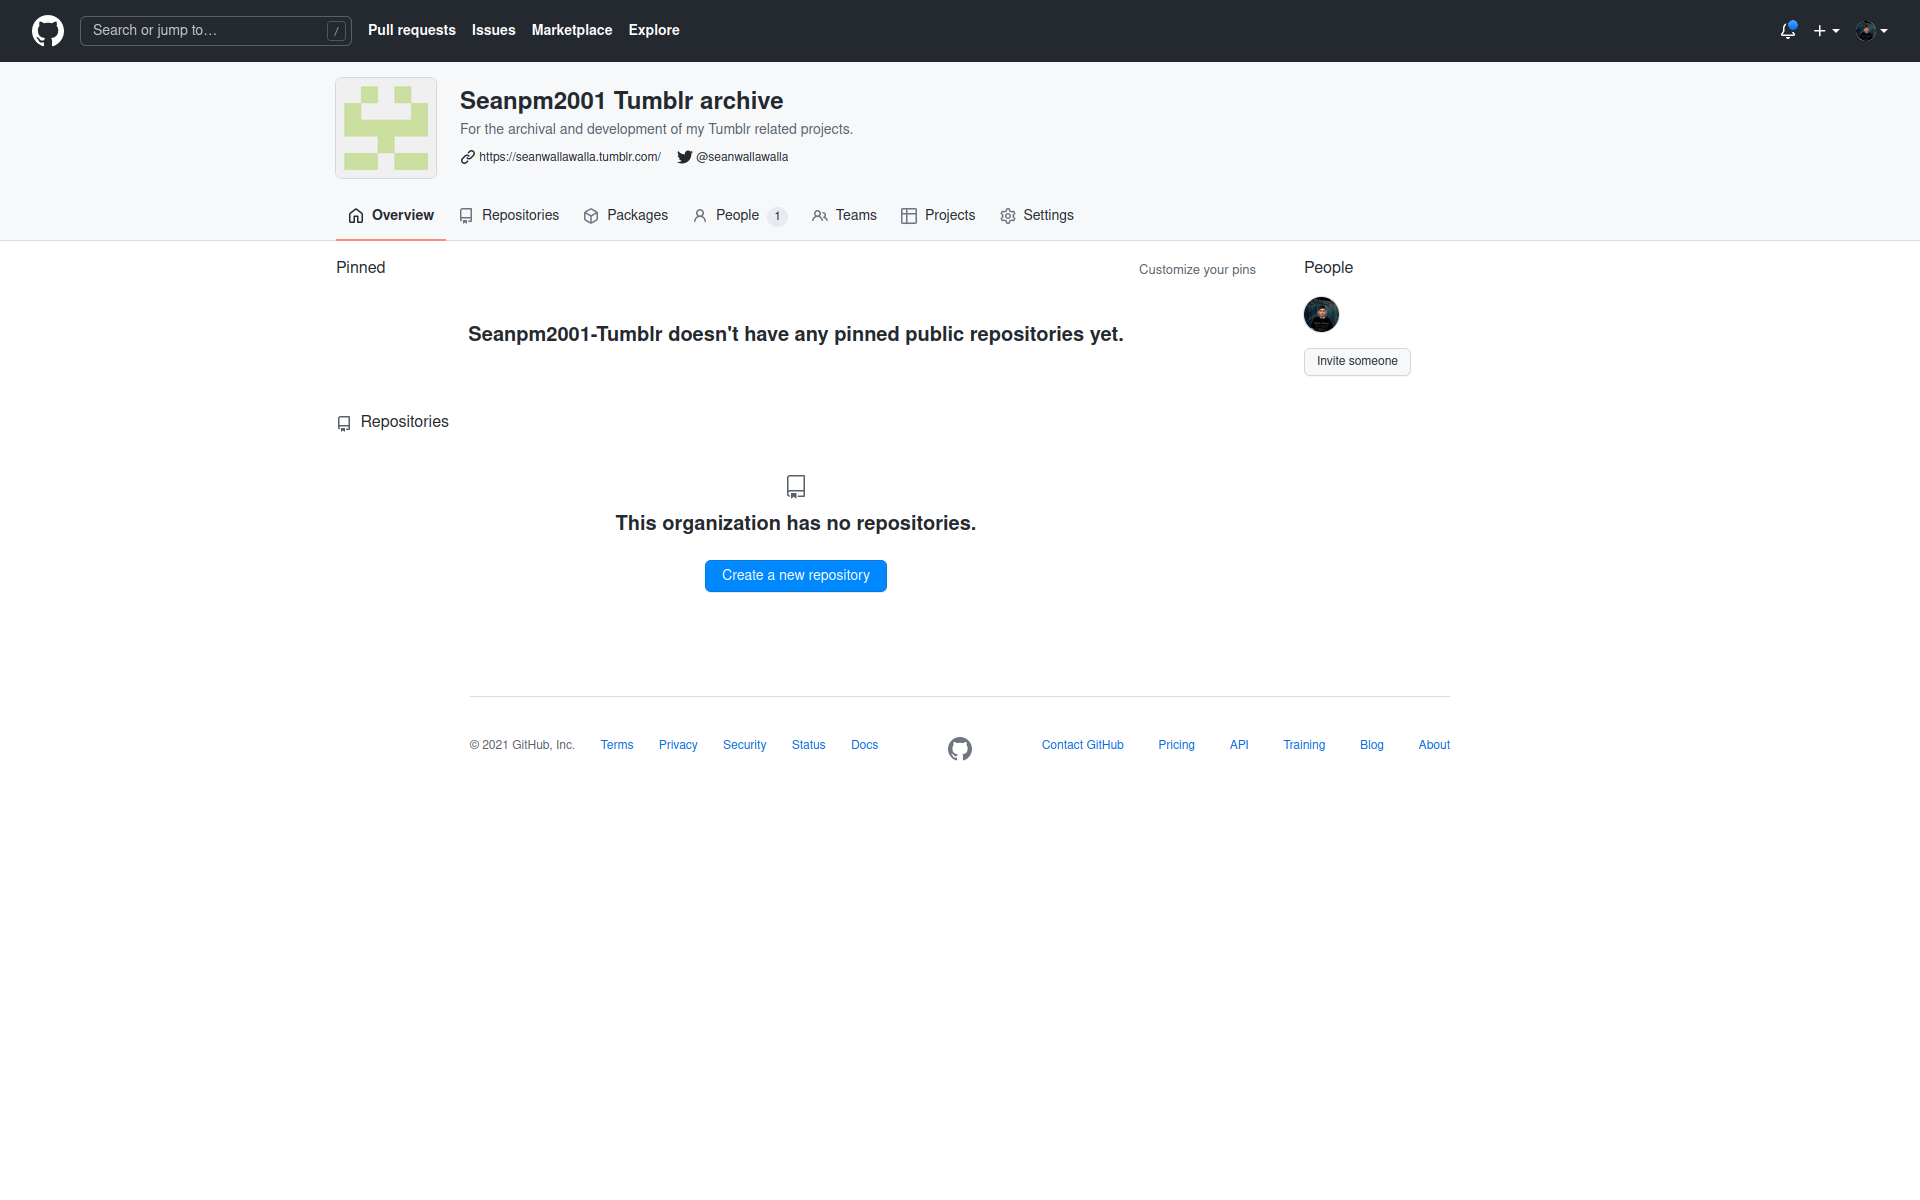 Search or jump to… /
Pull requests Issues Marketplace Explore
Seanpm2001 Tumblr archive
For the archival and development of my Tumblr related projects.
https://seanwallawalla.tumblr.com/ @seanwallawalla
Overview Repositories Packages People 1 Teams Projects Settings
Pinned Customize your pins
Seanpm2001-Tumblr doesn't have any pinned public repositories yet.
People
Invite someone
Repositories
This organization has no repositories.
Create a new repository
© 2021 GitHub, Inc. Terms Privacy Security Status Docs Contact GitHub Pricing API Training Blog About